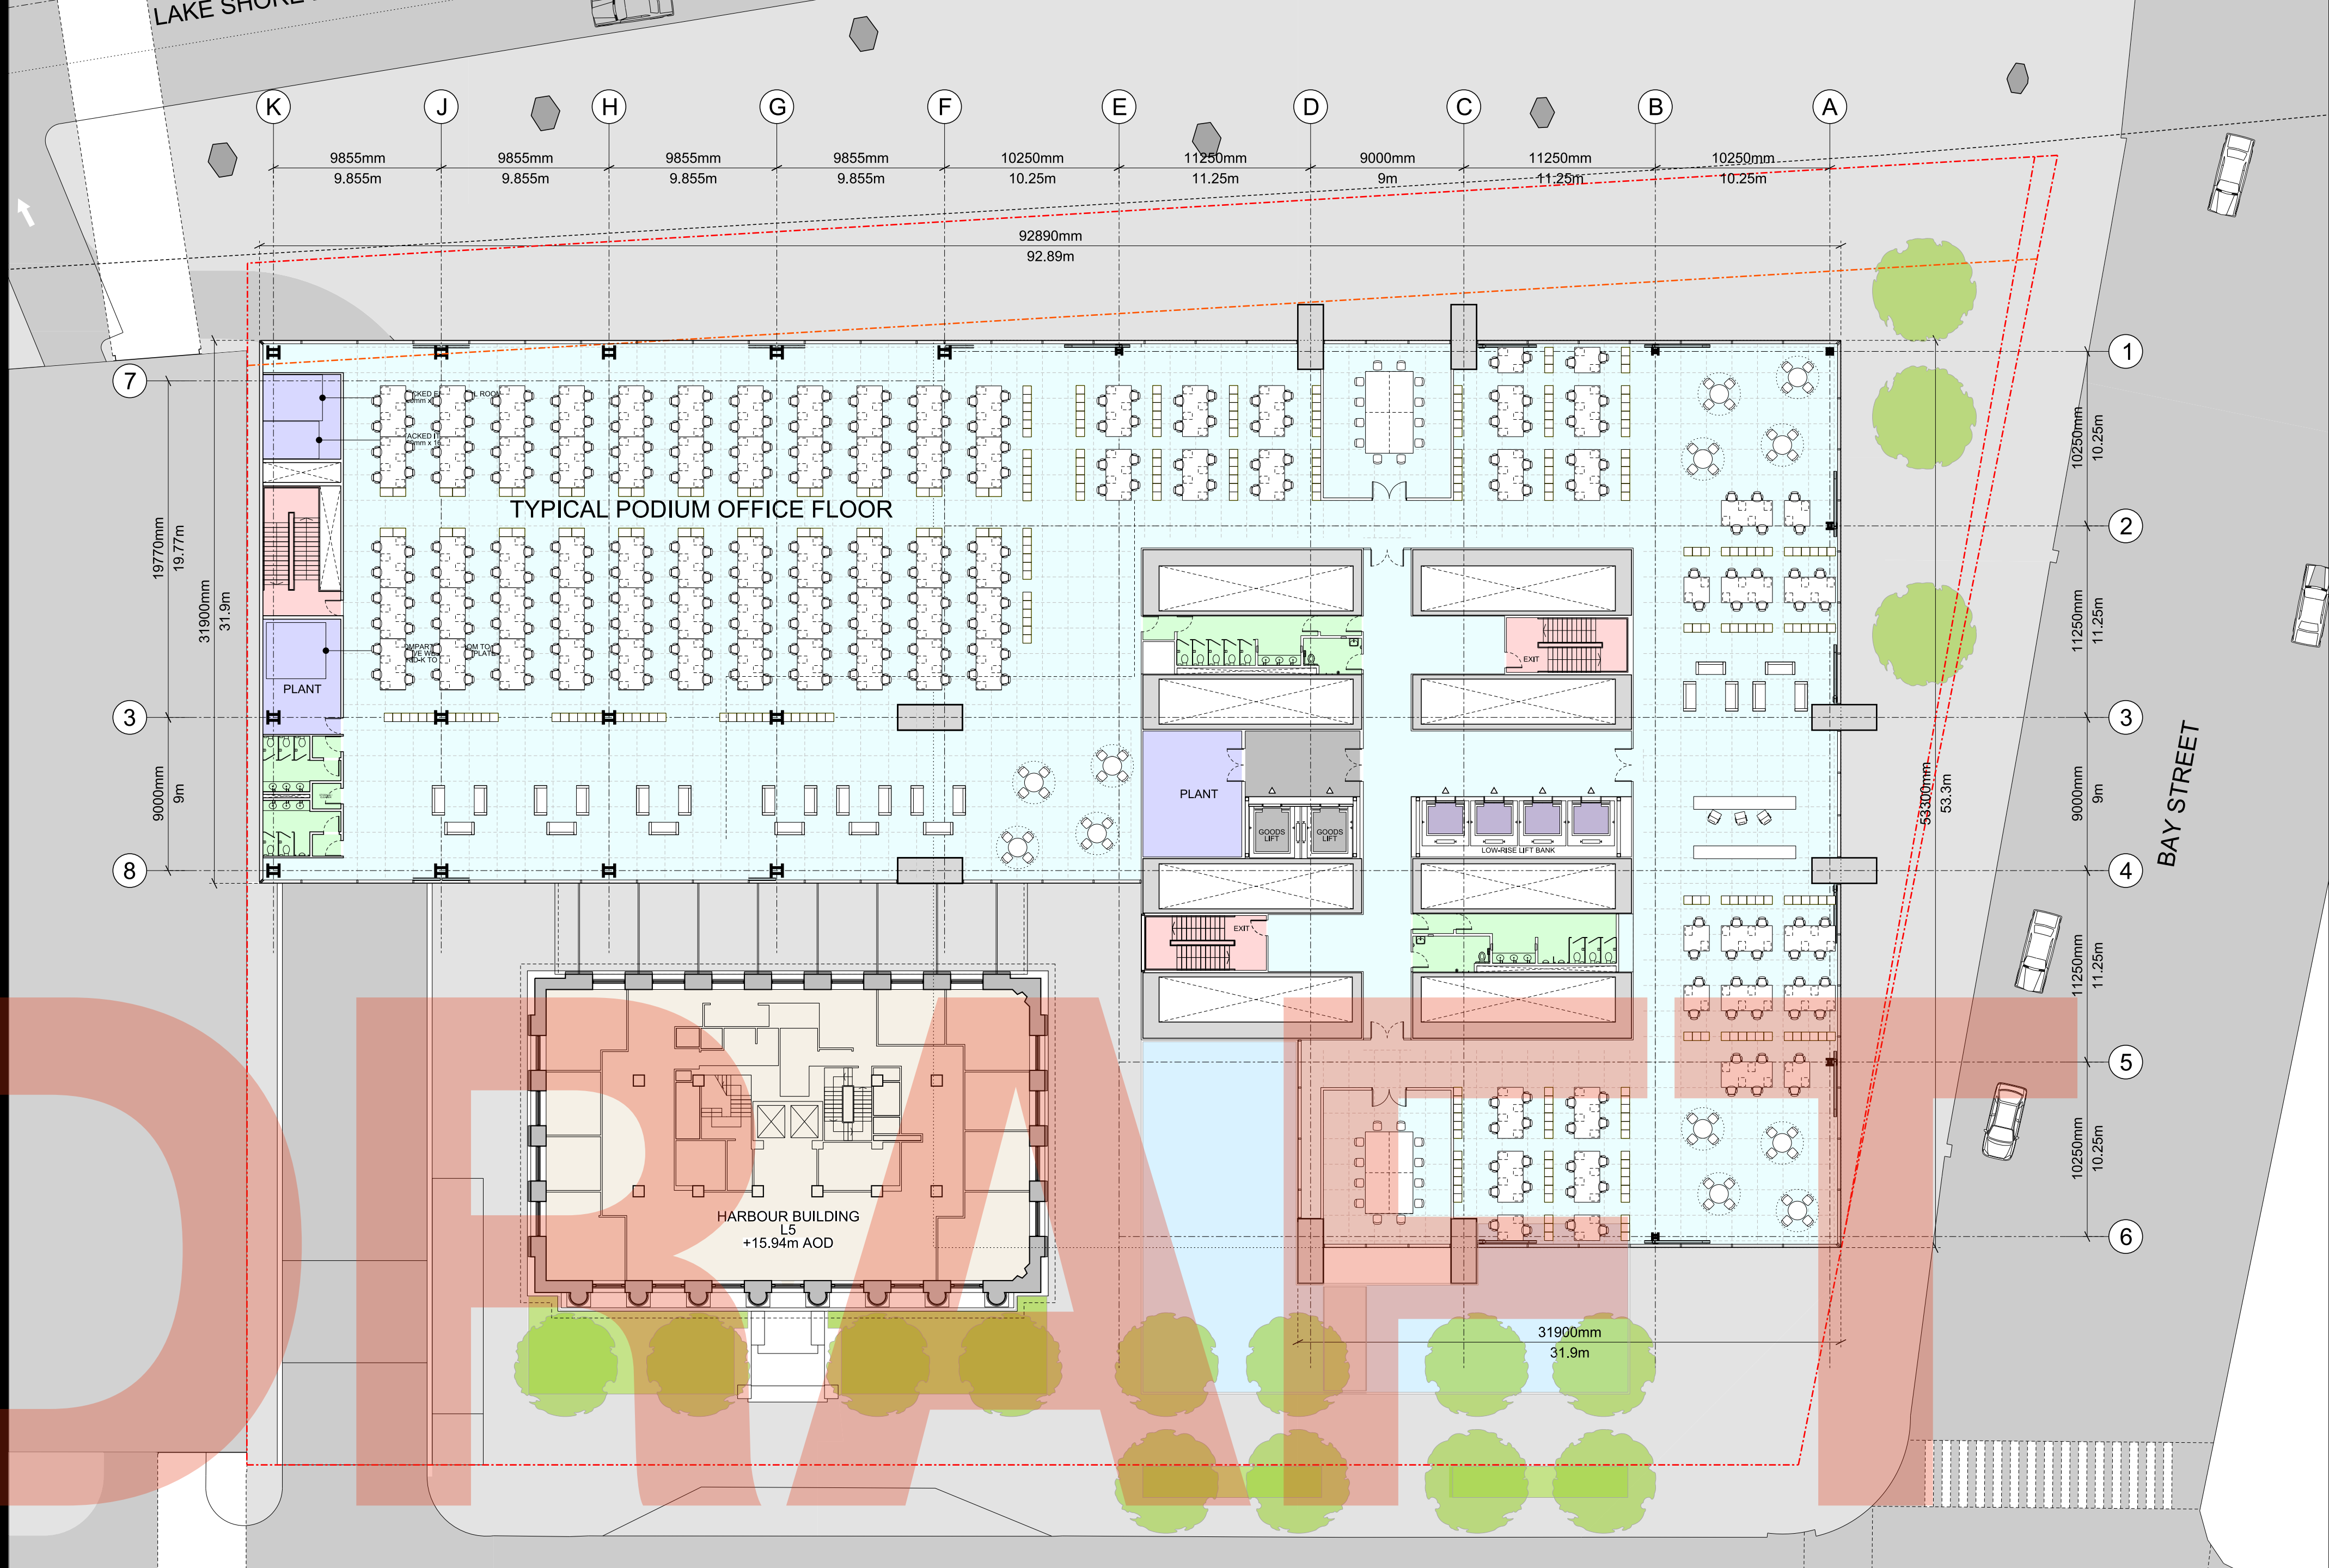 LAKE SHORE
K
J
H
G
F
E
D
C
B
A
9855mm
9.855m
9855mm
9.855m
9855mm
9.855m
9855mm
9.855m
10250mm
10.25m
11250mm
11.25m
9000mm
9m
11250mm
11.25m
10250mm
10.25m
92890mm
92.89m
7
3
8
19770mm
19.77m
9000mm
9m
31900mm
31.9m
1
2
3
4
5
6
10250mm
10.25m
11250mm
11.25m
9000mm
9m
11250mm
11.25m
10250mm
10.25m
53300mm
53.3m
BAY STREET
TYPICAL PODIUM OFFICE FLOOR
PLANT
EXIT
PLANT
GOODS
LIFT
GOODS
LIFT
LOW-RISE LIFT BANK
EXIT
HARBOUR BUILDING
L5
+15.94m AOD
31900mm
31.9m
DRAFT